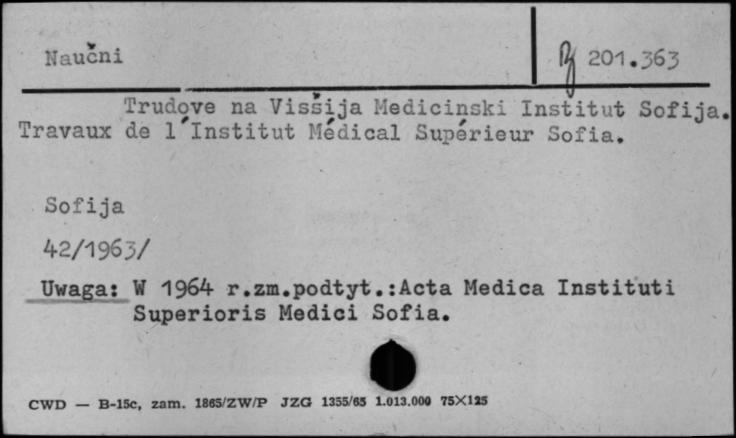 Naučni
201.363
Trudove na Visšija Medicinski Institut Sofija.
Travaux de l'Institut Médical Supérieur Sofia.
Sofija
42/1963/
Uwaga: W 1964 r.zm.podtyt.:Acta Medica Instituti
Superioris Medici Sofia.
CWD — B-15c, zam. 1865/ZW/P JZG 1355/65 1.013.000 75X125